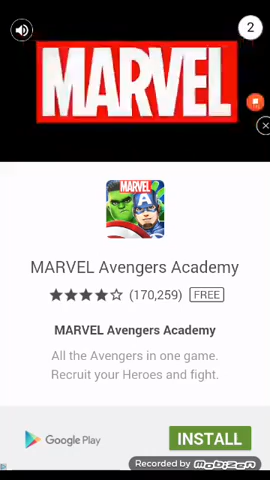 2
MARVEL
MARVEL
MARVEL Avengers Academy
(170,259) FREE
MARVEL Avengers Academy
All the Avengers in one game.
Recruit your Heroes and fight.
Google Play
INSTALL
Recorded by mobizen